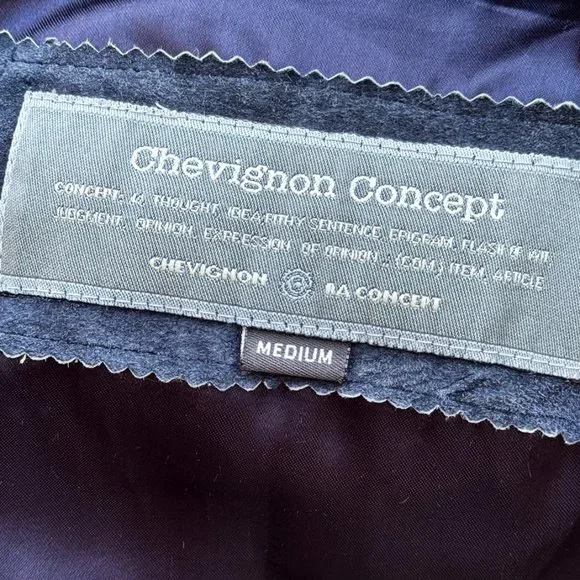 Chevignon Concept
CONCEPT: THOUGHT, IDEA, PITHY SENTENCE, EPIGRAM, FLASH OF WIT
JUDGMENT, OPINION, EXPRESSION OF OPINION (COM.) ITEM, ARTICLE
CHEVIGNON CONCEPT
MEDIUM